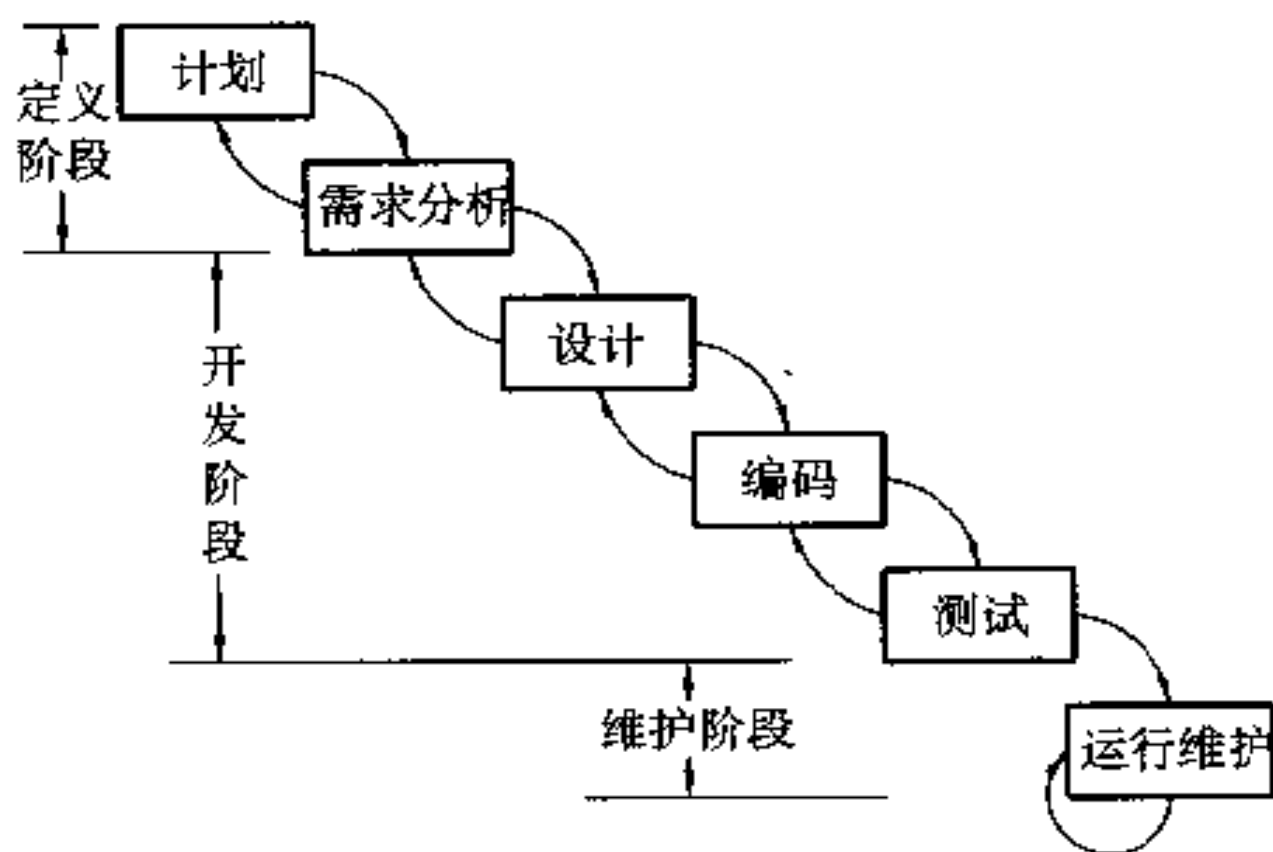 计划
定义
阶段
需求分析
设计
开
发
阶
段
编码
测试
维护阶段
运行维护